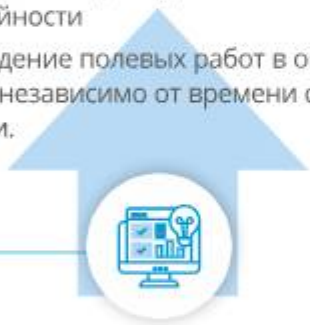 йности
дение полевых работ в о
независимо от времени с
и.